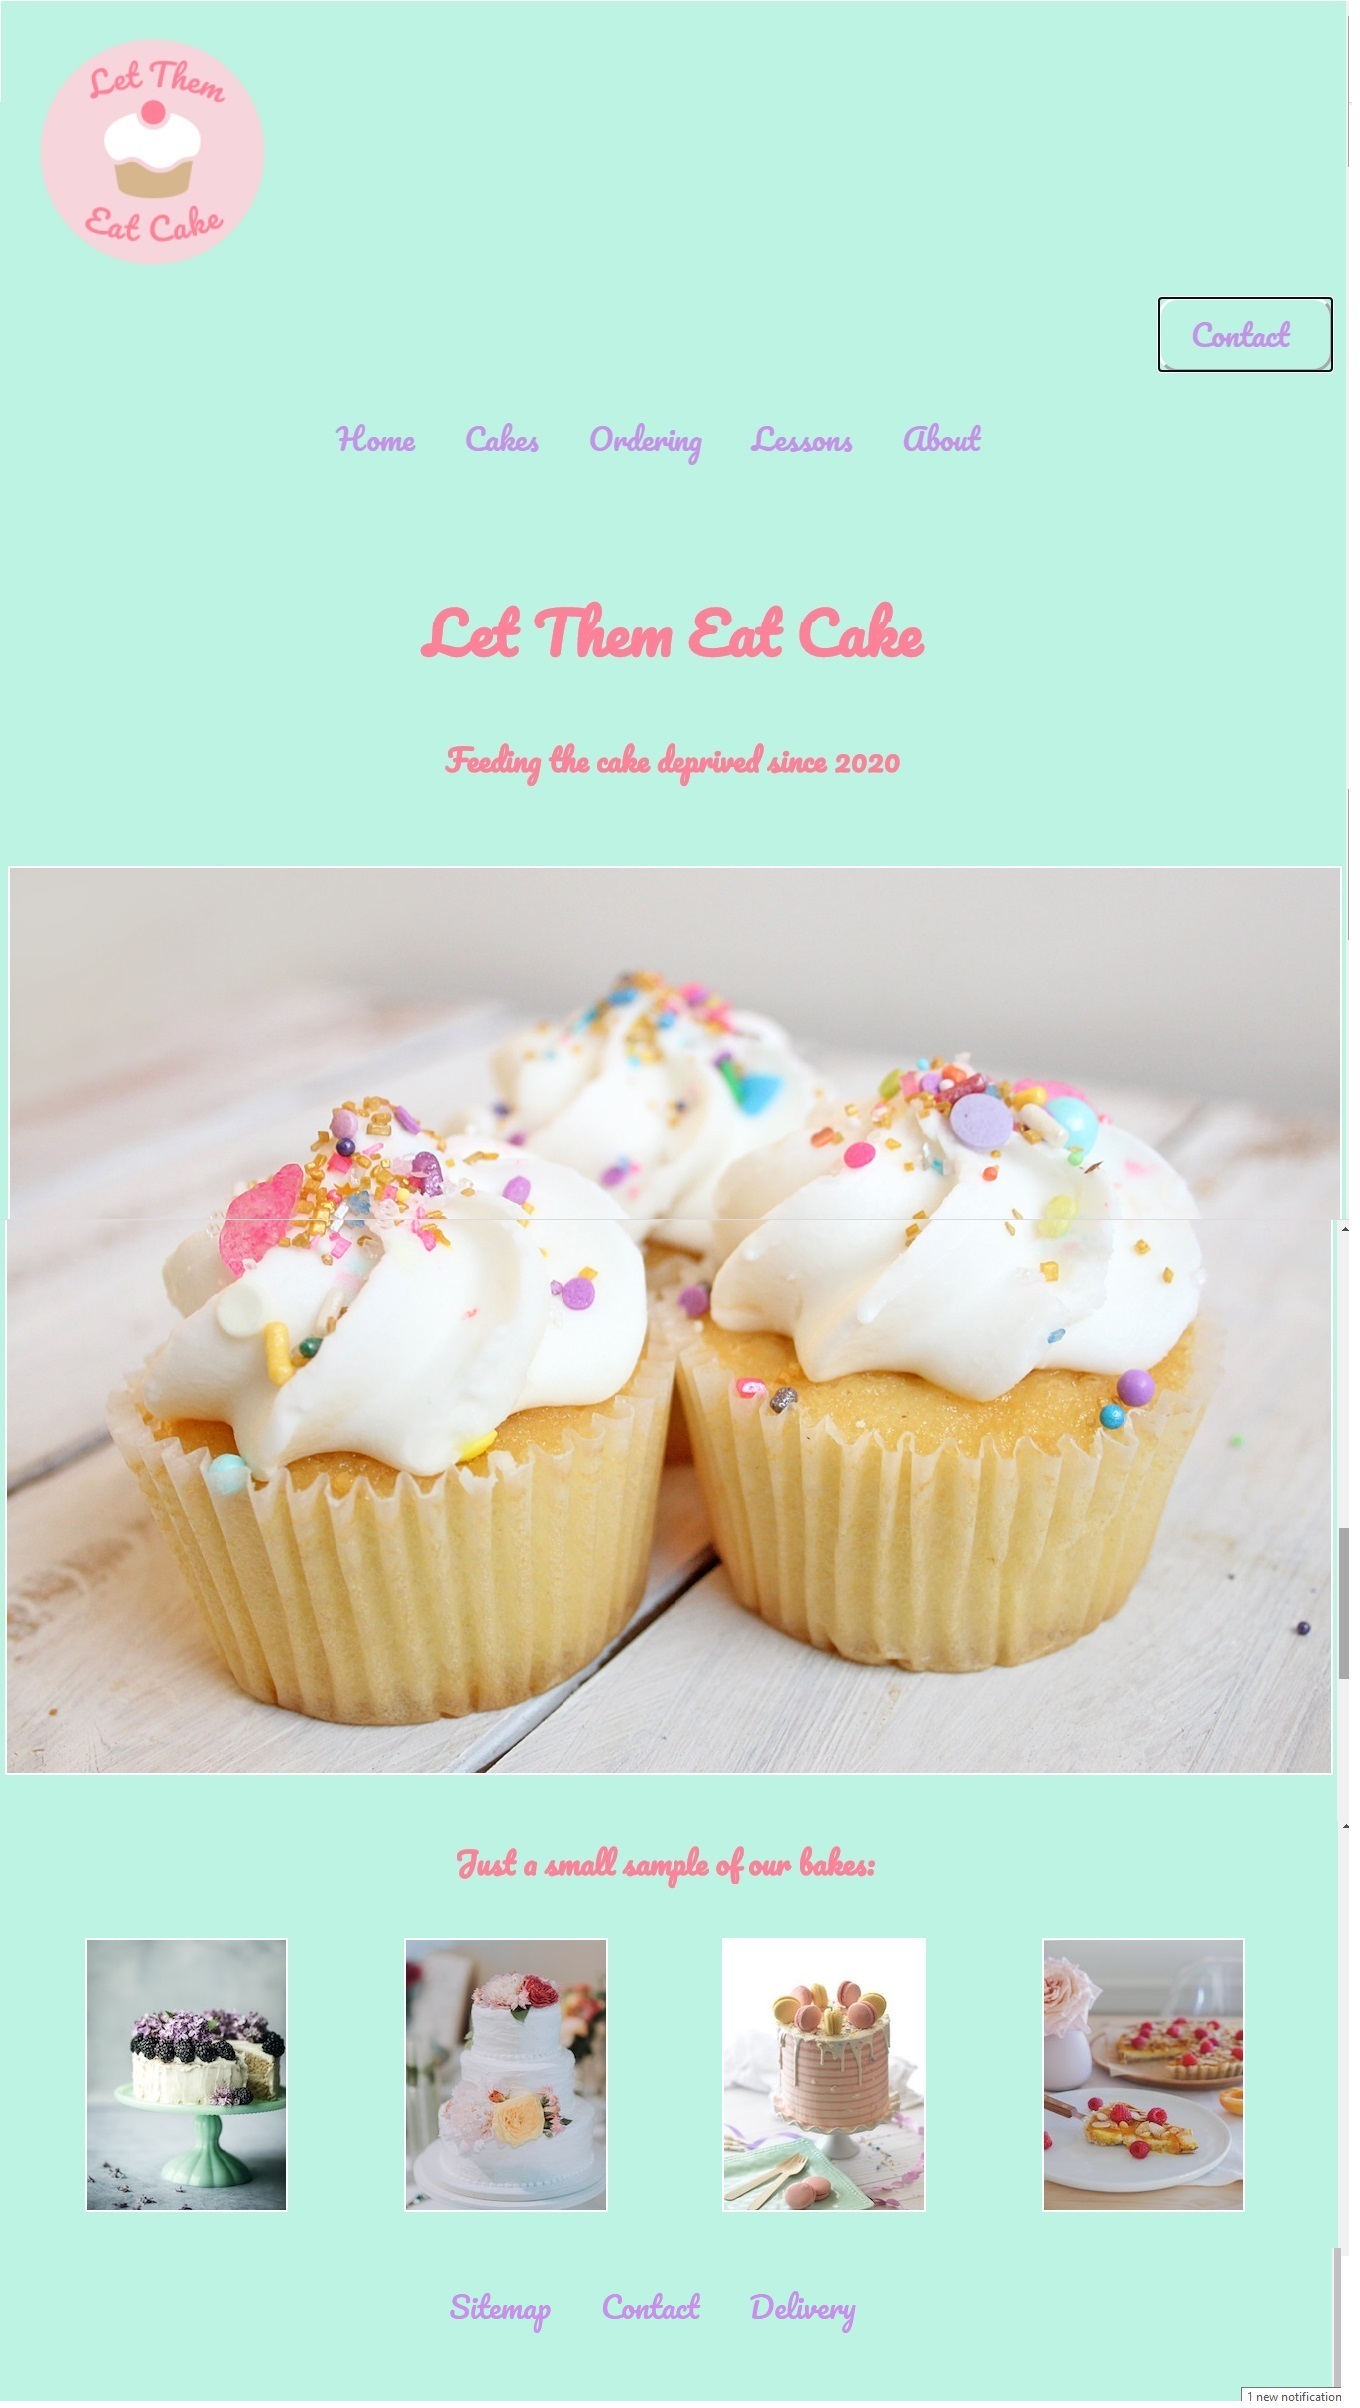 Let Them
Eat Cake
Contact
Home Cakes Ordering Lessons About
Let Them Eat Cake
Feeding the cake deprived since 2020
Just a small sample of our bakes:
Sitemap Contact Delivery
1 new notification